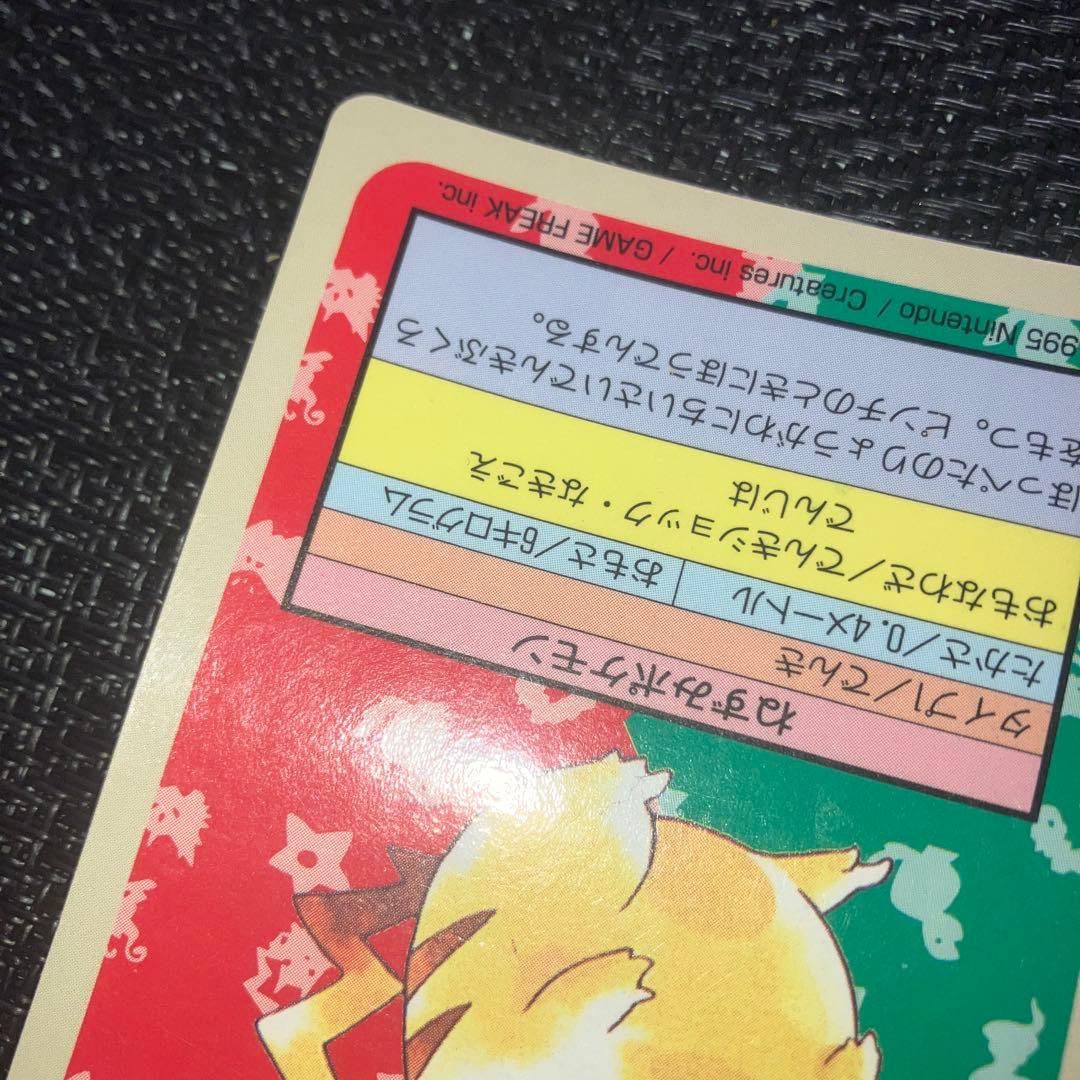 ねずみポケモン
タイプ1/でんき
たかさ/0.4メートル おもさ/6キログラム
おもなわざ/でんきショック・なきごえ
でんじは
ほっぺたのりょうがわにちいさいでんきぶくろ
をもつ。 ピンチのときにほうでんする。
995 Nintendo / Creatures inc. / GAME FREAK inc.